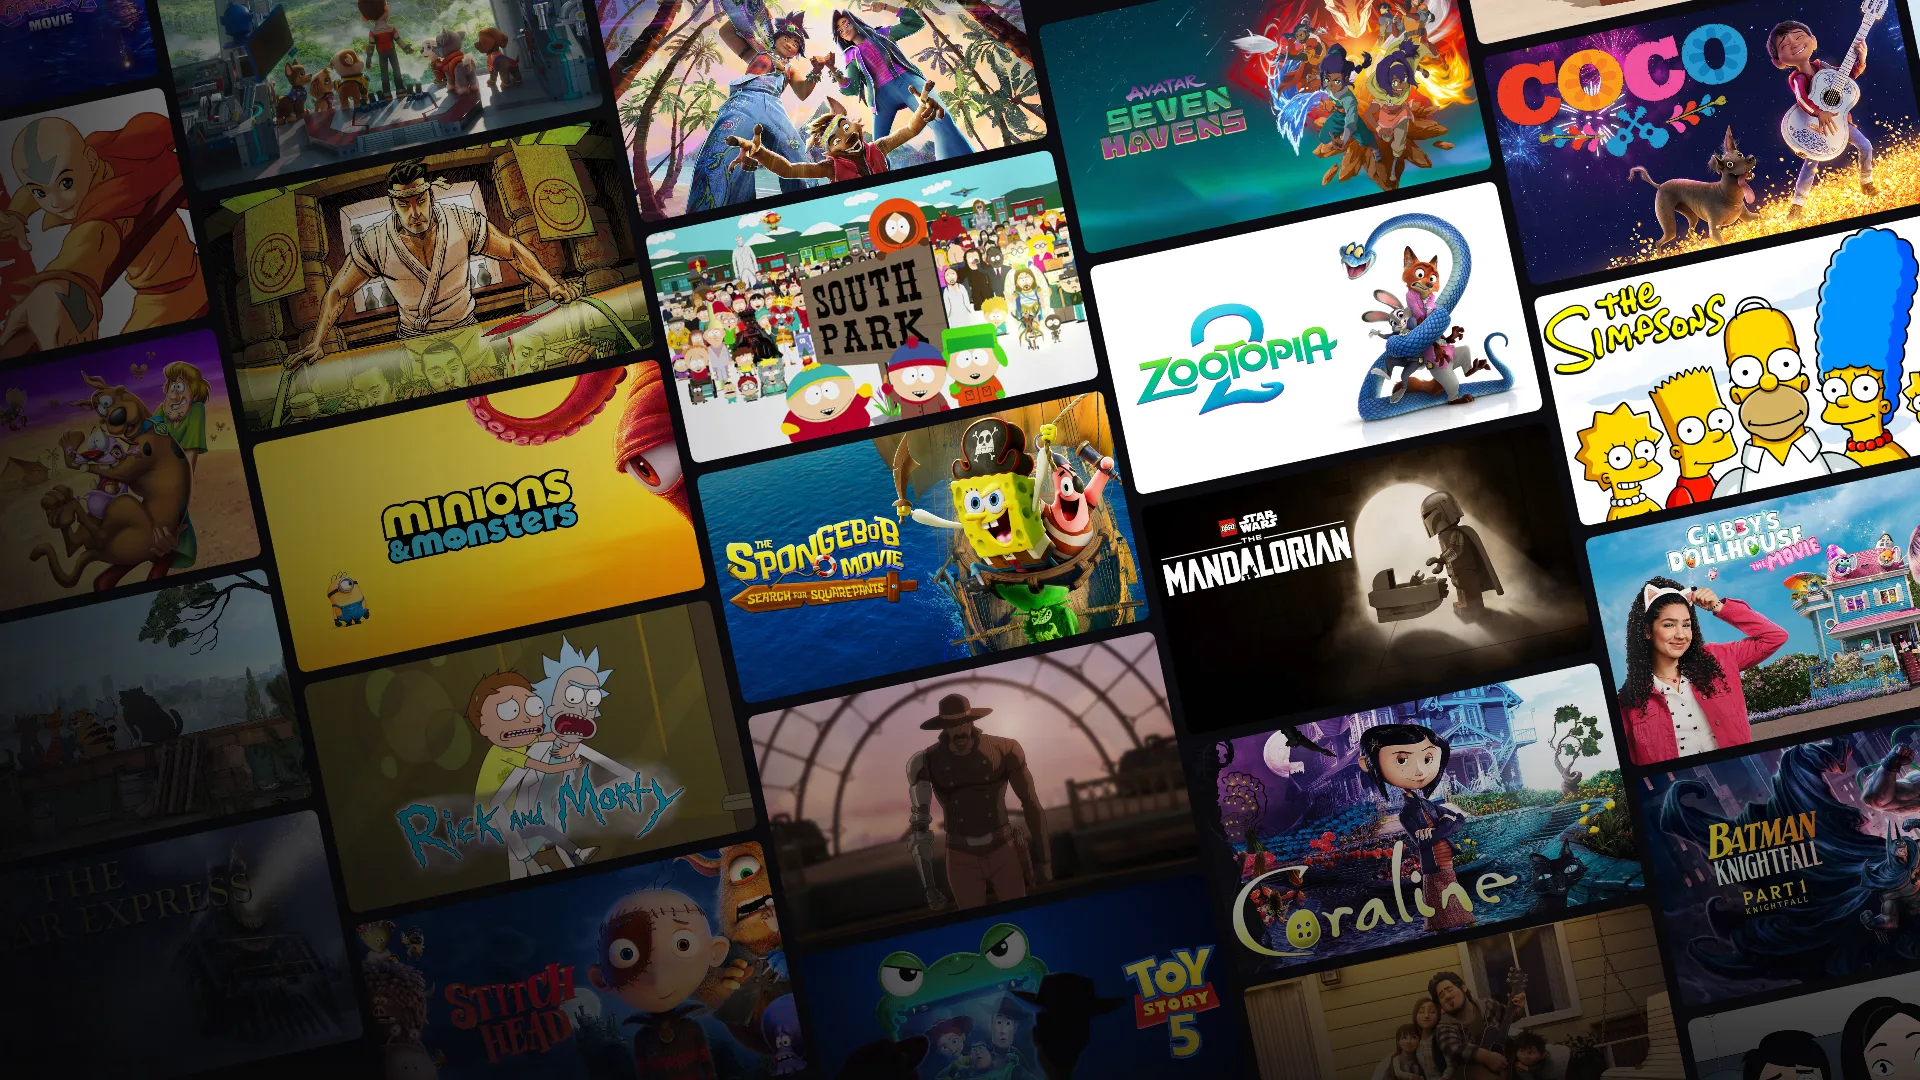 MOVIE
AVATAR
SEVEN
HAVENS
COCO
SOUTH
PARK
ZOOTOPIA
2
THE
SIMPSONS
minions
&monsters
THE
SPONGEBOB
MOVIE
SEARCH FOR SQUAREPANTS
LEGO STAR WARS
THE
MANDALORIAN
GABBY'S
DOLLHOUSE
THE MOVIE
RICK AND MORTY
Coraline
BATMAN
KNIGHTFALL
PART 1
KNIGHTFALL
THE
AR EXPRESS
STITCH
HEAD
TOY
STORY
5